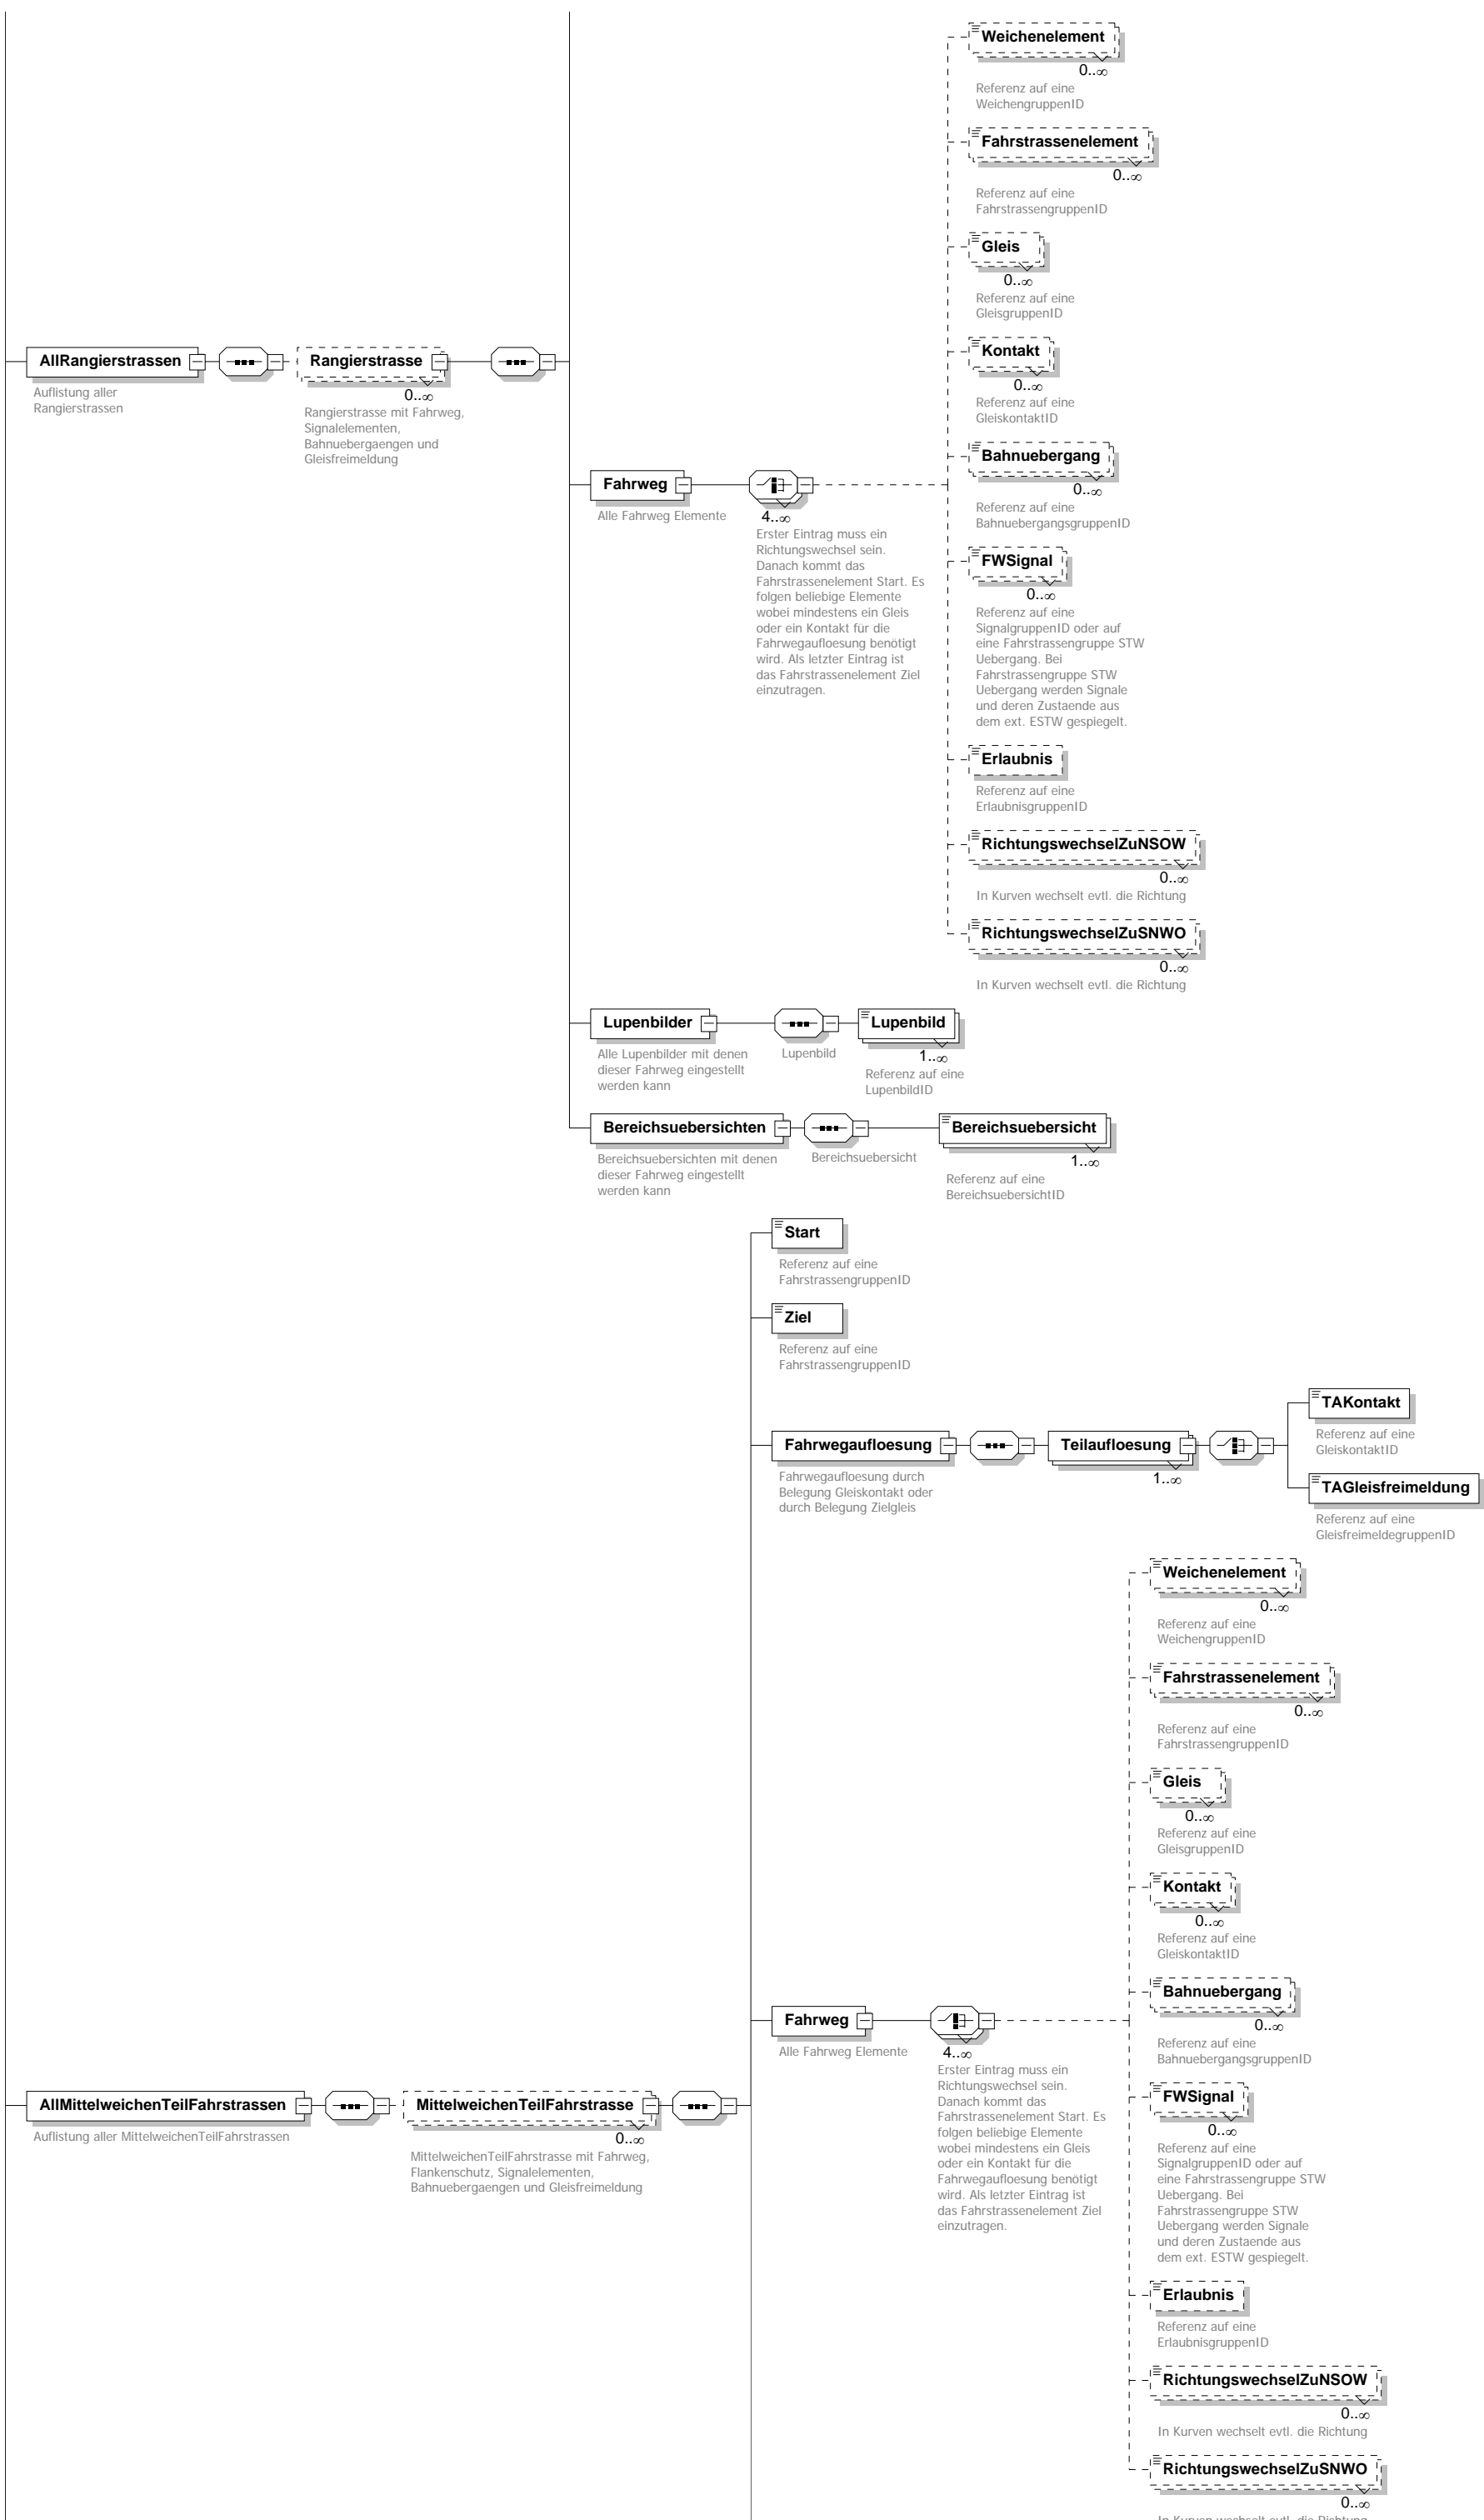 Weichenelement
0..∞
Referenz auf eine
WeichengruppenID
Fahrstrassenelement
0..∞
Referenz auf eine
FahrstrassengruppenID
Gleis
0..∞
Referenz auf eine
GleisgruppenID
AllRangierstrassen
Auflistung aller
Rangierstrassen
Rangierstrasse
0..∞
Rangierstrasse mit Fahrweg,
Signalelementen,
Bahnuebergaengen und
Gleisfreimeldung
Kontakt
0..∞
Referenz auf eine
GleiskontaktID
Bahnuebergang
0..∞
Referenz auf eine
BahnuebergangsgruppenID
Fahrweg
Alle Fahrweg Elemente
4..∞
Erster Eintrag muss ein
Richtungswechsel sein.
Danach kommt das
Fahrstrassenelement Start. Es
folgen beliebige Elemente
wobei mindestens ein Gleis
oder ein Kontakt für die
Fahrwegaufloesung benötigt
wird. Als letzter Eintrag ist
das Fahrstrassenelement Ziel
einzutragen.
FWSignal
0..∞
Referenz auf eine
SignalgruppenID oder auf
eine Fahrstrassengruppe STW
Uebergang. Bei
Fahrstrassengruppe STW
Uebergang werden Signale
und deren Zustaende aus
dem ext. ESTW gespiegelt.
Erlaubnis
Referenz auf eine
ErlaubnisgruppenID
RichtungswechselZuNSOW
0..∞
In Kurven wechselt evtl. die Richtung
RichtungswechselZuSNWO
0..∞
In Kurven wechselt evtl. die Richtung
Lupenbilder
Alle Lupenbilder mit denen
dieser Fahrweg eingestellt
werden kann
Lupenbild
Lupenbild
1..∞
Referenz auf eine
LupenbildID
Bereichsuebersichten
Bereichsuebersichten mit denen
dieser Fahrweg eingestellt
werden kann
Bereichsuebersicht
Bereichsuebersicht
1..∞
Referenz auf eine
BereichsuebersichtID
Start
Referenz auf eine
FahrstrassengruppenID
Ziel
Referenz auf eine
FahrstrassengruppenID
Fahrwegaufloesung
Fahrwegaufloesung durch
Belegung Gleiskontakt oder
durch Belegung Zielgleis
Teilaufloesung
1..∞
TAKontakt
Referenz auf eine
GleiskontaktID
TAGleisfreimeldung
Referenz auf eine
GleisfreimeldegruppenID
Weichenelement
0..∞
Referenz auf eine
WeichengruppenID
Fahrstrassenelement
0..∞
Referenz auf eine
FahrstrassengruppenID
Gleis
0..∞
Referenz auf eine
GleisgruppenID
Kontakt
0..∞
Referenz auf eine
GleiskontaktID
Bahnuebergang
0..∞
Referenz auf eine
BahnuebergangsgruppenID
Fahrweg
Alle Fahrweg Elemente
4..∞
Erster Eintrag muss ein
Richtungswechsel sein.
Danach kommt das
Fahrstrassenelement Start. Es
folgen beliebige Elemente
wobei mindestens ein Gleis
oder ein Kontakt für die
Fahrwegaufloesung benötigt
wird. Als letzter Eintrag ist
das Fahrstrassenelement Ziel
einzutragen.
AllMittelweichenTeilFahrstrassen
Auflistung aller MittelweichenTeilFahrstrassen
MittelweichenTeilFahrstrasse
0..∞
MittelweichenTeilFahrstrasse mit Fahrweg,
Flankenschutz, Signalelementen,
Bahnuebergaengen und Gleisfreimeldung
FWSignal
0..∞
Referenz auf eine
SignalgruppenID oder auf
eine Fahrstrassengruppe STW
Uebergang. Bei
Fahrstrassengruppe STW
Uebergang werden Signale
und deren Zustaende aus
dem ext. ESTW gespiegelt.
Erlaubnis
Referenz auf eine
ErlaubnisgruppenID
RichtungswechselZuNSOW
0..∞
In Kurven wechselt evtl. die Richtung
RichtungswechselZuSNWO
0..∞
In Kurven wechselt evtl. die Richtung